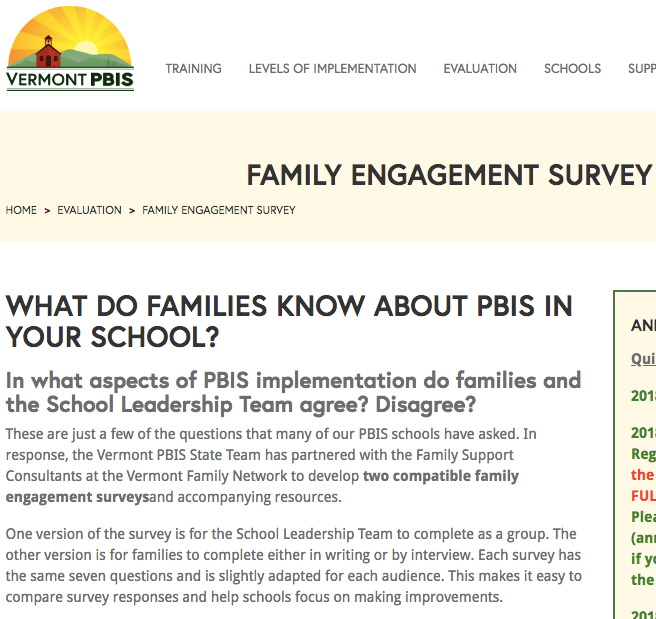 VERMONT PBIS
TRAINING LEVELS OF IMPLEMENTATION EVALUATION SCHOOLS
FAMILY ENGAGEMENT SURVEY
HOME > EVALUATION > FAMILY ENGAGEMENT SURVEY
WHAT DO FAMILIES KNOW ABOUT PBIS IN
YOUR SCHOOL?
In what aspects of PBIS implementation do families and
the School Leadership Team agree? Disagree?
These are just a few of the questions that many of our PBIS schools have asked. In
response, the Vermont PBIS State Team has partnered with the Family Support
Consultants at the Vermont Family Network to develop two compatible family
engagement surveysand accompanying resources.
One version of the survey is for the School Leadership Team to complete as a group. The
other version is for families to complete either in writing or by interview. Each survey has
the same seven questions and is slightly adapted for each audience. This makes it easy to
compare survey responses and help schools focus on making improvements.
the
if yo
the